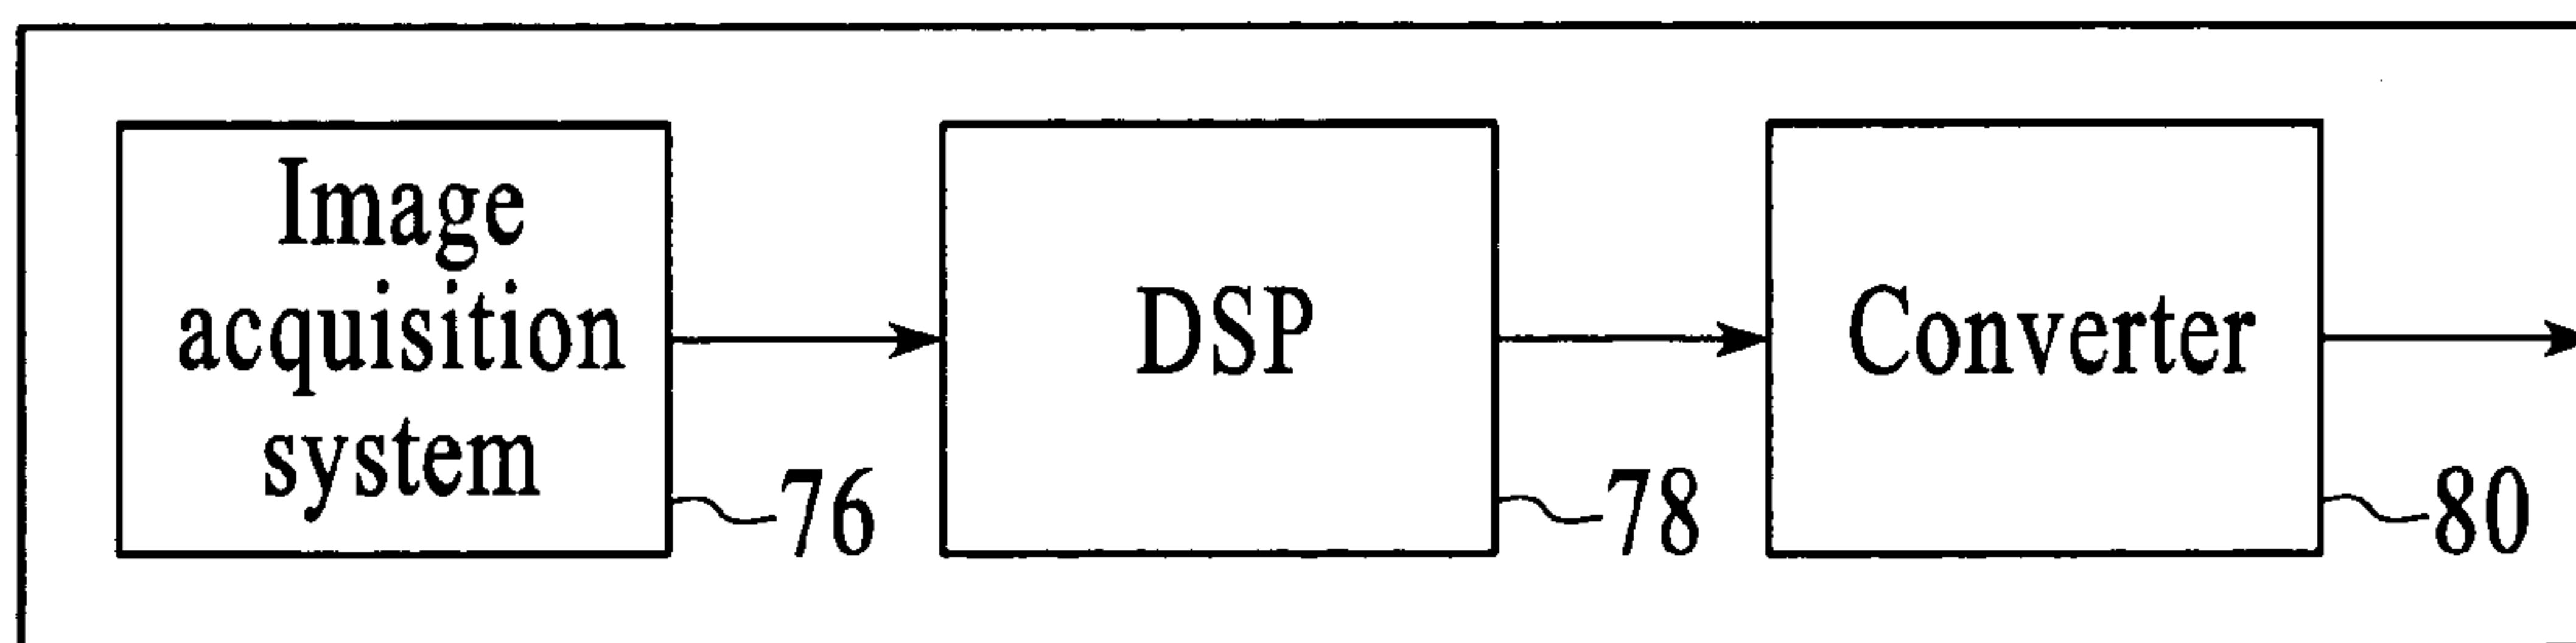 Image
acquisition
system
DSP
Converter
76
78
80